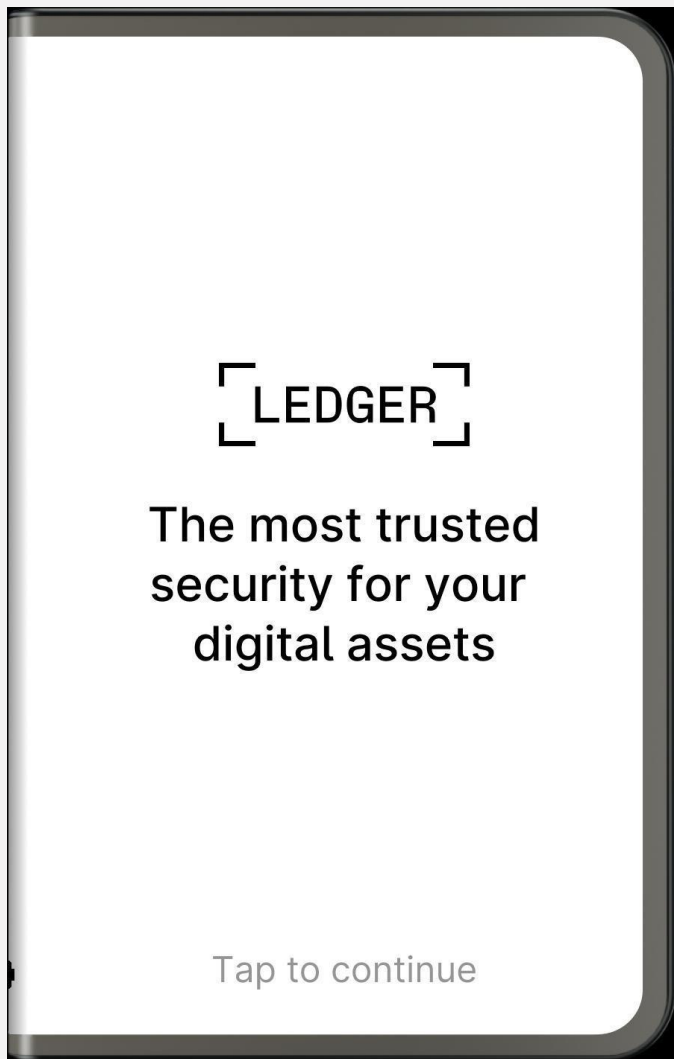 LEDGER
The most trusted
security for your
digital assets
Tap to continue